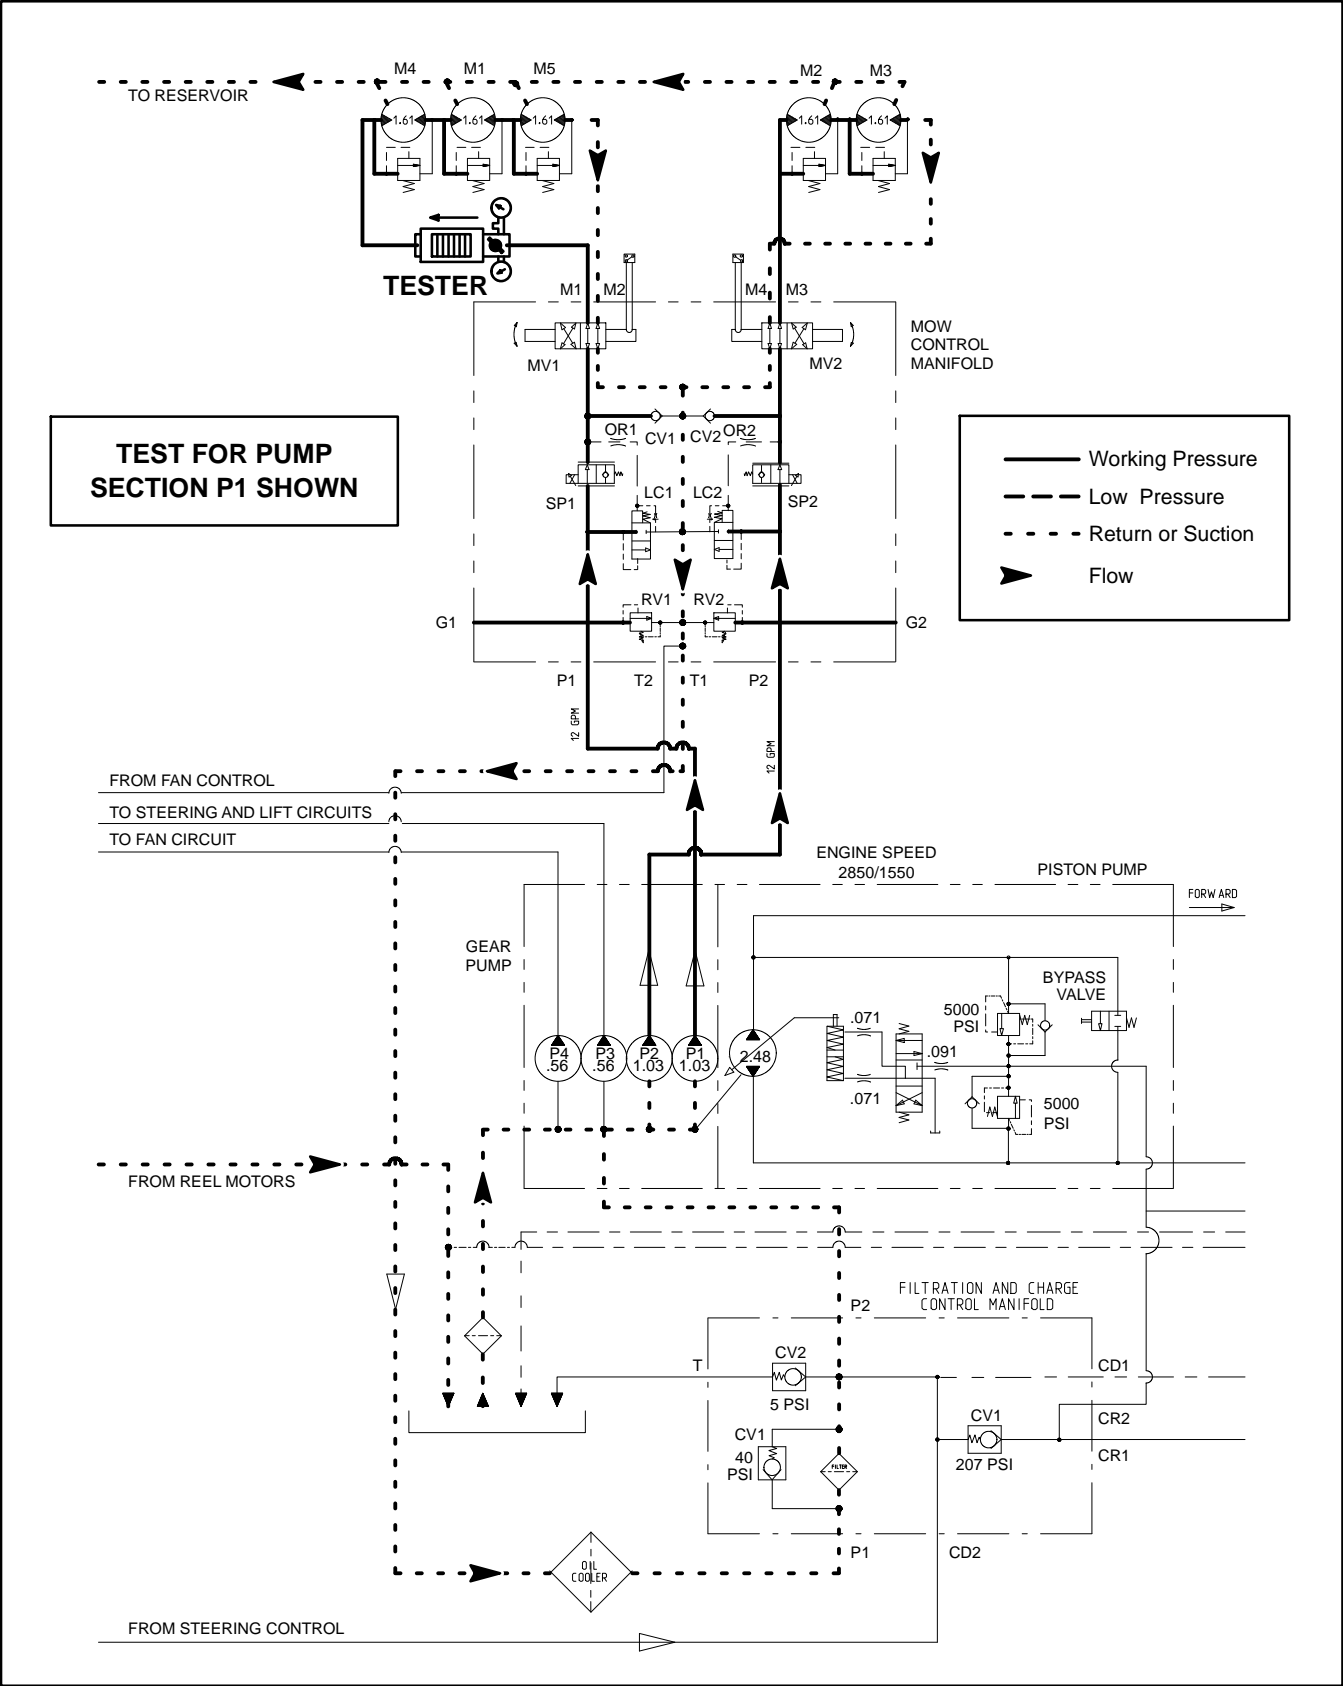 M4 M1 M5 M2 M3
TO RESERVOIR
1.61 1.61 1.61 1.61 1.61
TESTER
M1 M2 M4 M3
MOW
CONTROL
MANIFOLD
MV1 MV2
TEST FOR PUMP
SECTION P1 SHOWN
OR1 CV1 CV2 OR2
SP1 LC1 LC2 SP2
Working Pressure
Low Pressure
Return or Suction
Flow
RV1 RV2
G1 G2
P1 T2 T1 P2
12 GPM
12 GPM
FROM FAN CONTROL
TO STEERING AND LIFT CIRCUITS
TO FAN CIRCUIT
ENGINE SPEED
2850/1550
PISTON PUMP
FORWARD
GEAR
PUMP
BYPASS
VALVE
5000
PSI
.071
.091
.071
P4
.56
P3
.56
P2
1.03
P1
1.03
2.48
5000
PSI
FROM REEL MOTORS
FILTRATION AND CHARGE
CONTROL MANIFOLD
P2
T
CV2
5 PSI
CD1
CV1
40
PSI
FILTER
CV1
207 PSI
CR2
CR1
P1
CD2
OIL
COOLER
FROM STEERING CONTROL